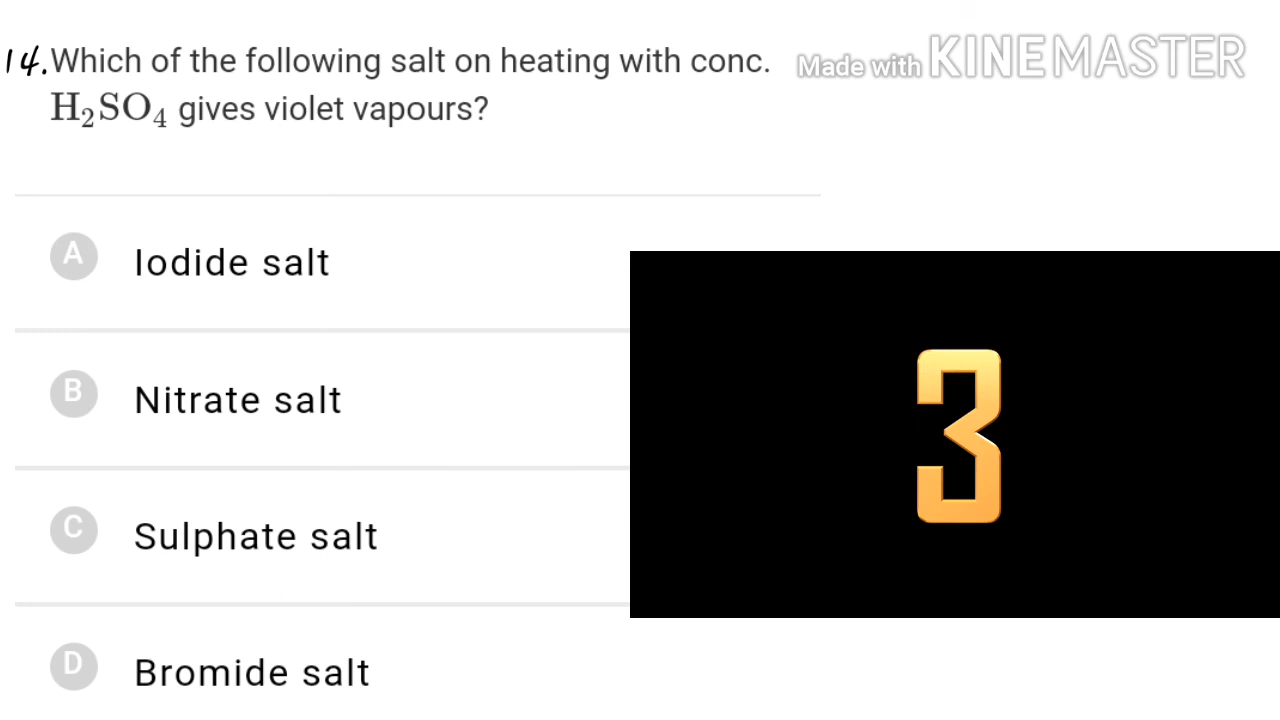 14. Which of the following salt on heating with conc.
H₂SO₄ gives violet vapours?
Made with KINEMASTER
A Iodide salt
B Nitrate salt
3
C Sulphate salt
D Bromide salt